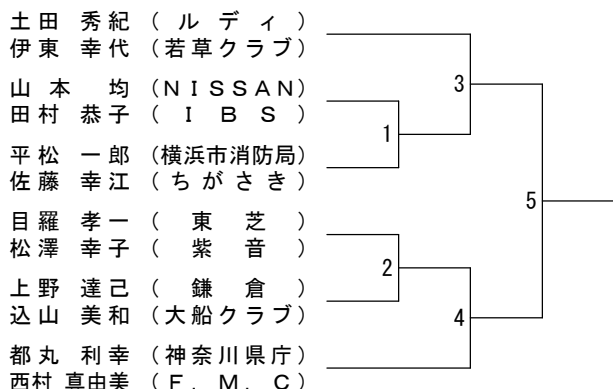 土田 秀紀 (ルディ)
伊東 幸代 (若草クラブ)
山本 均 (NISSAN)
田村 恭子 (IBS)
平松 一郎 (横浜市消防局)
佐藤 幸江 (ちがさき)
目羅 孝一 (東芝)
松澤 幸子 (紫音)
上野 達己 (鎌倉)
込山 美和 (大船クラブ)
都丸 利幸 (神奈川県庁)
西村 真由美 (F.M.C)
3
1
5
2
4